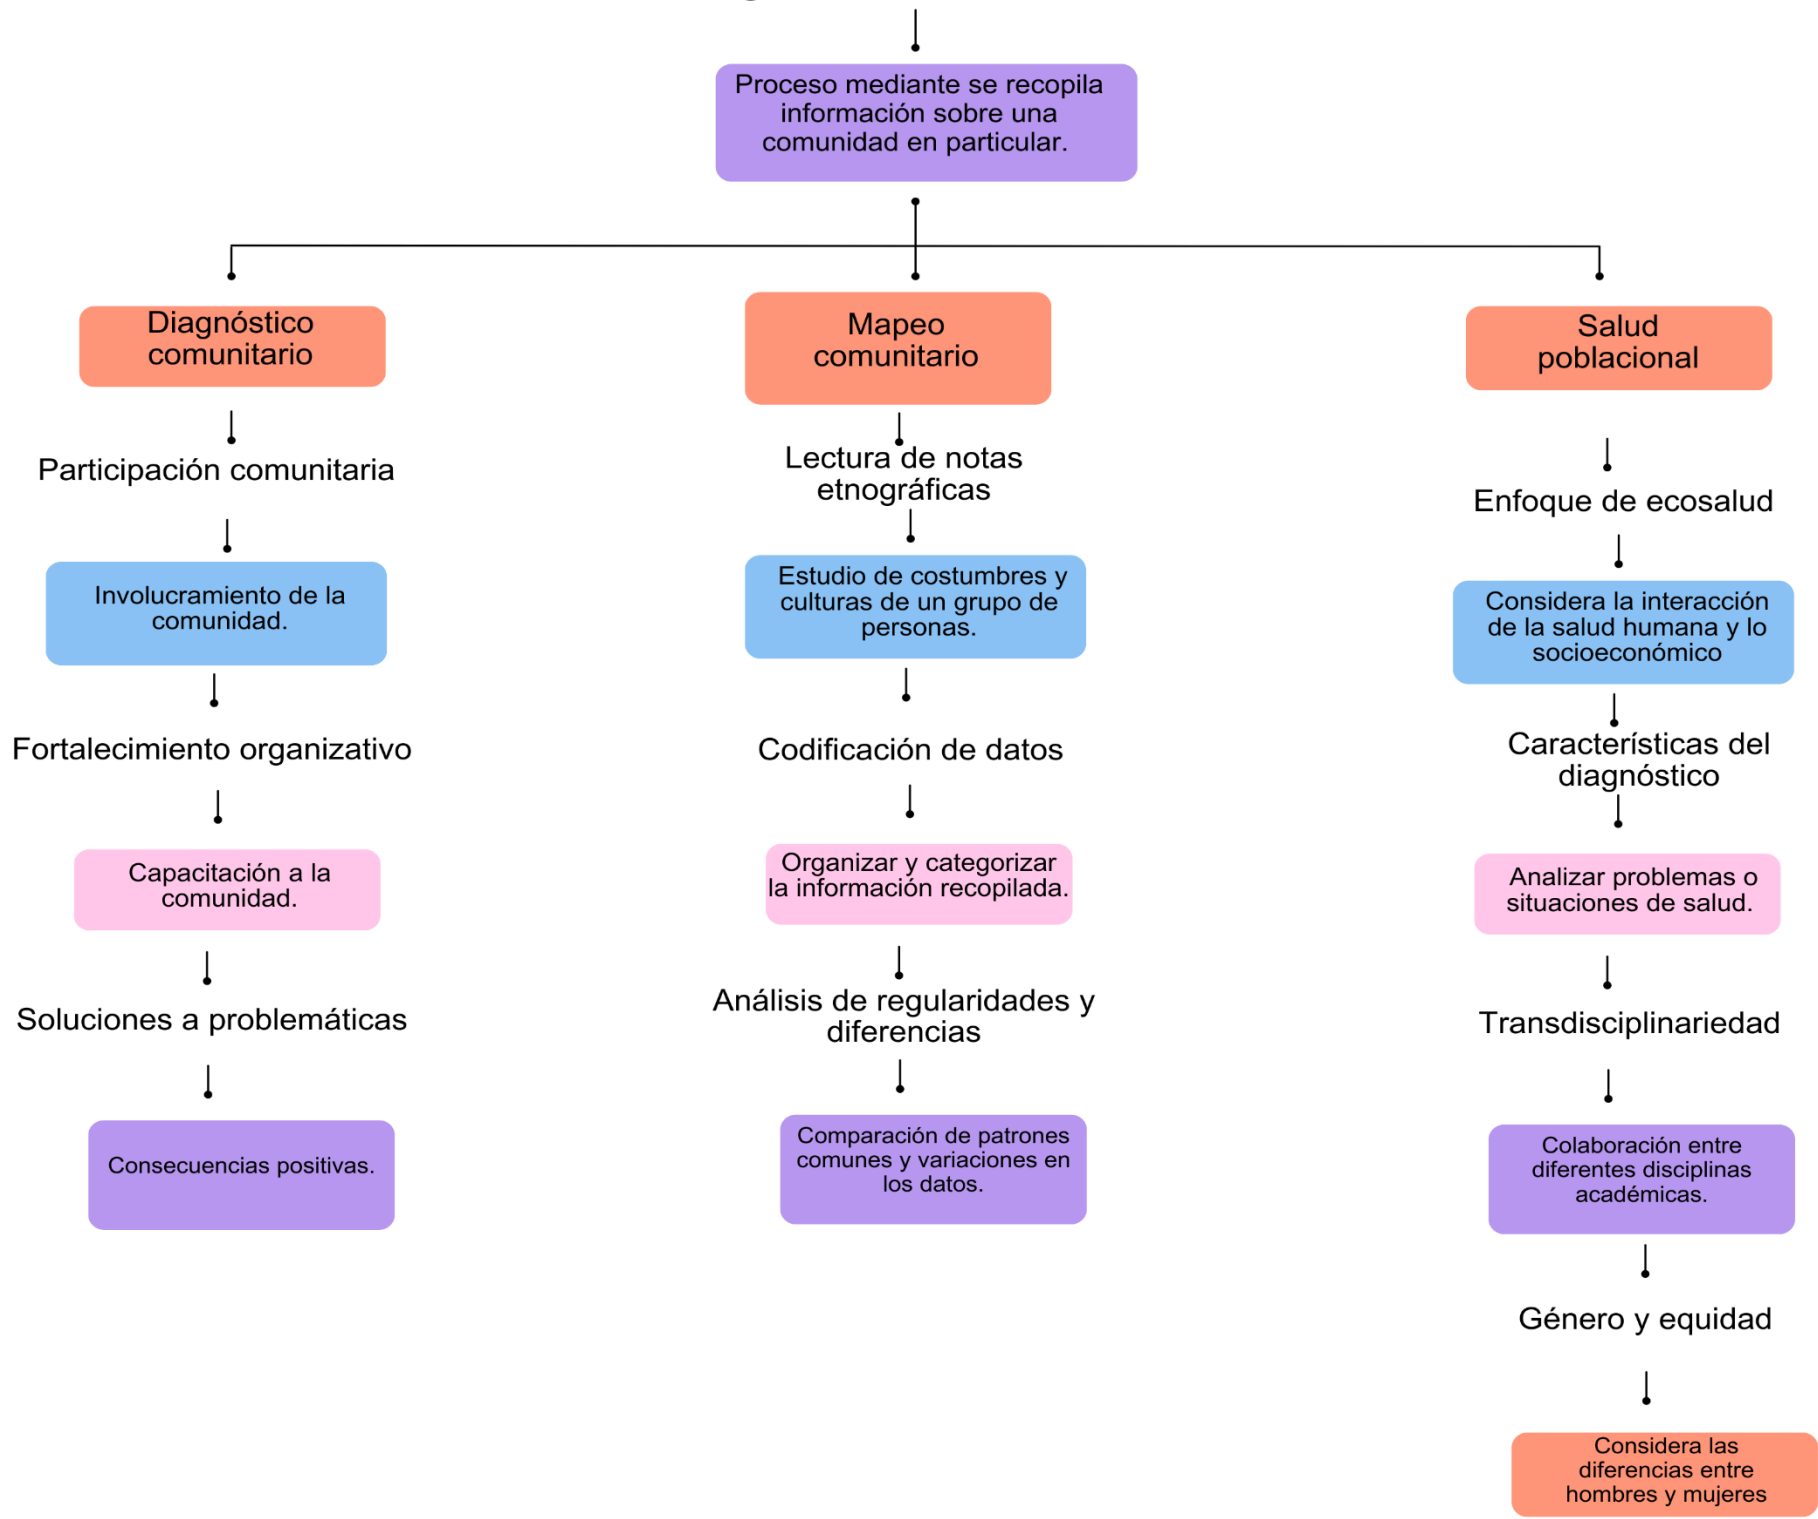 Proceso mediante se recopila
información sobre una
comunidad en particular.
Diagnóstico
comunitario
Participación comunitaria
Involucramiento de la
comunidad.
Fortalecimiento organizativo
Capacitación a la
comunidad.
Soluciones a problemáticas
Consecuencias positivas.
Mapeo
comunitario
Lectura de notas
etnográficas
Estudio de costumbres y
culturas de un grupo de
personas.
Codificación de datos
Organizar y categorizar
la información recopilada.
Análisis de regularidades y
diferencias
Comparación de patrones
comunes y variaciones en
los datos.
Salud
poblacional
Enfoque de ecosalud
Considera la interacción
de la salud humana y lo
socioeconómico
Características del
diagnóstico
Analizar problemas o
situaciones de salud.
Transdisciplinariedad
Colaboración entre
diferentes disciplinas
académicas.
Género y equidad
Considera las
diferencias entre
hombres y mujeres